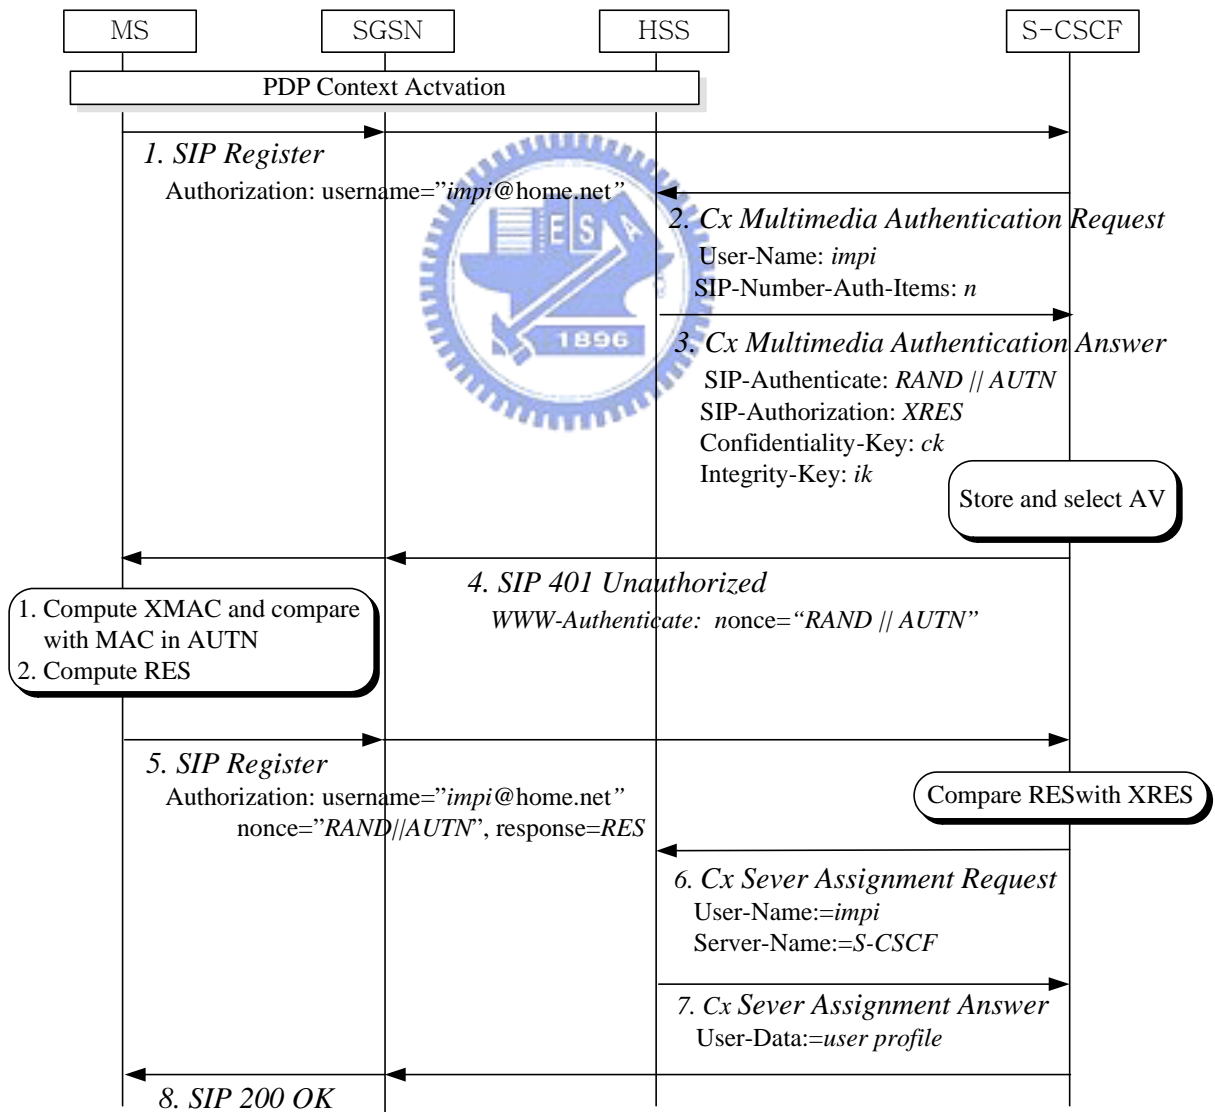 MS SGSN HSS S-CSCF
PDP Context Actvation
1. SIP Register
Authorization: username=”impi@home.net”
2. Cx Multimedia Authentication Request
User-Name: impi
SIP-Number-Auth-Items: n
ESA
1896
3. Cx Multimedia Authentication Answer
SIP-Authenticate: RAND || AUTN
SIP-Authorization: XRES
Confidentiality-Key: ck
Integrity-Key: ik
Store and select AV
4. SIP 401 Unauthorized
WWW-Authenticate: nonce=“RAND || AUTN”
1. Compute XMAC and compare
with MAC in AUTN
2. Compute RES
5. SIP Register
Authorization: username=”impi@home.net”
nonce=”RAND||AUTN”, response=RES
Compare RESwith XRES
6. Cx Sever Assignment Request
User-Name:=impi
Server-Name:=S-CSCF
7. Cx Sever Assignment Answer
User-Data:=user profile
8. SIP 200 OK